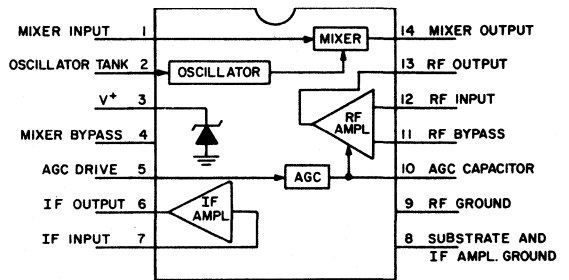 MIXER INPUT 1 MIXER 14 MIXER OUTPUT
OSCILLATOR TANK 2 OSCILLATOR 13 RF OUTPUT
V+ 3 12 RF INPUT
RF
AMPL
MIXER BYPASS 4 11 RF BYPASS
AGC DRIVE 5 AGC 10 AGC CAPACITOR
IF OUTPUT 6 IF 9 RF GROUND
AMPL
IF INPUT 7 8 SUBSTRATE AND
IF AMPL. GROUND